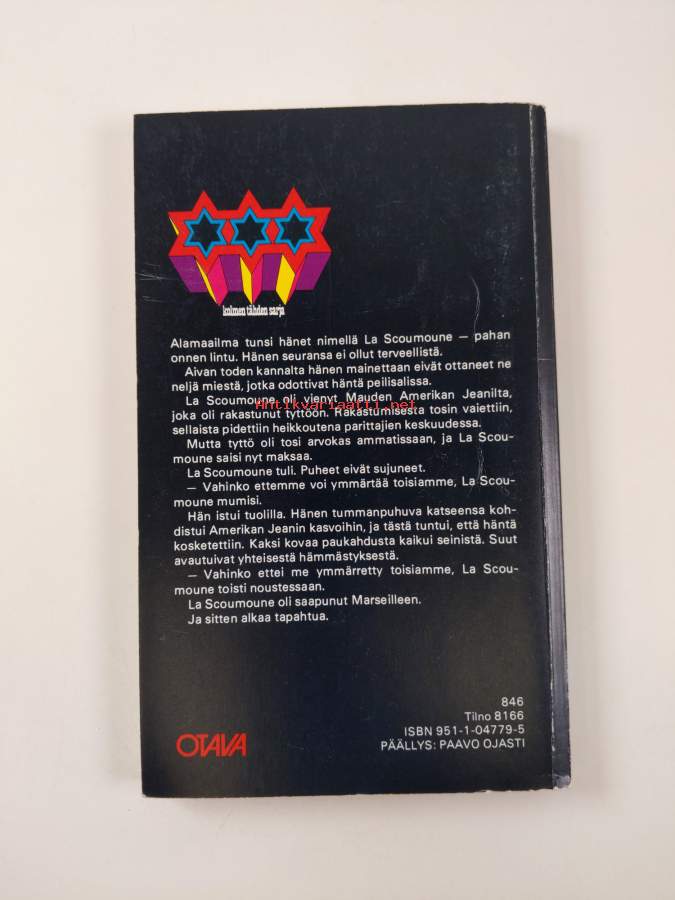 kolmen tähden sarja
Alamaailma tunsi hänet nimellä La Scoumoune — pahan
onnen lintu. Hänen seuransa ei ollut terveellistä.
Aivan toden kannalta hänen mainettaan eivät ottaneet ne
neljä miestä, jotka odottivat häntä peilisalissa.
La Scoumoune oli vienyt Mauden Amerikan Jeanilta,
Antikvariaatti.net
joka oli rakastunut tyttöön. Rakastumisesta tosin vaiettiin,
sellaista pidettiin heikkoutena parittajien keskuudessa.
Mutta tyttö oli tosi arvokas ammatissaan, ja La Scou-
moune saisi nyt maksaa.
La Scoumoune tuli. Puheet eivät sujuneet.
— Vahinko ettemme voi ymmärtää toisiamme, La Scou-
moune mumisi.
Hän istui tuolilla. Hänen tummanpuhuva katseensa koh-
distui Amerikan Jeanin kasvoihin, ja tästä tuntui, että häntä
kosketettiin. Kaksi kovaa paukahdusta kaikui seinistä. Suut
avautuivat yhteisestä hämmästyksestä.
— Vahinko ettei me ymmärretty toisiamme, La Scou-
moune toisti noustessaan.
La Scoumoune oli saapunut Marseilleen.
Ja sitten alkaa tapahtua.
846
Tilno 8166
ISBN 951-1-04779-5
PÄÄLLYS: PAAVO OJASTI
OTAVA